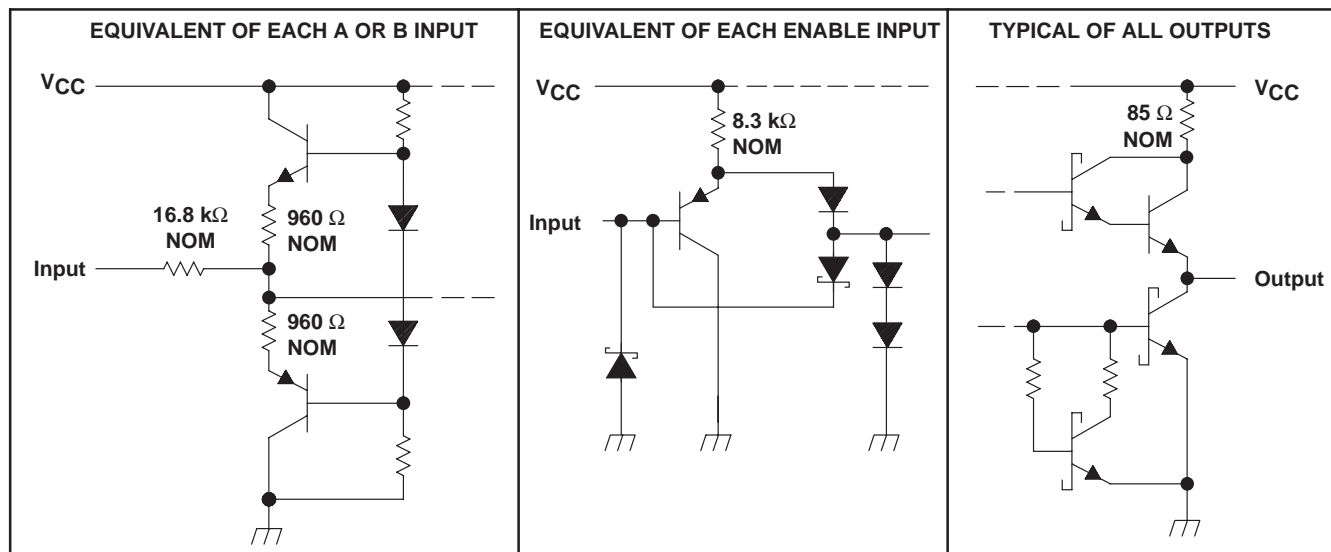 EQUIVALENT OF EACH A OR B INPUT
VCC
16.8 kΩ
NOM
960 Ω
NOM
Input
960 Ω
NOM
EQUIVALENT OF EACH ENABLE INPUT
VCC
8.3 kΩ
NOM
Input
TYPICAL OF ALL OUTPUTS
VCC
85 Ω
NOM
Output